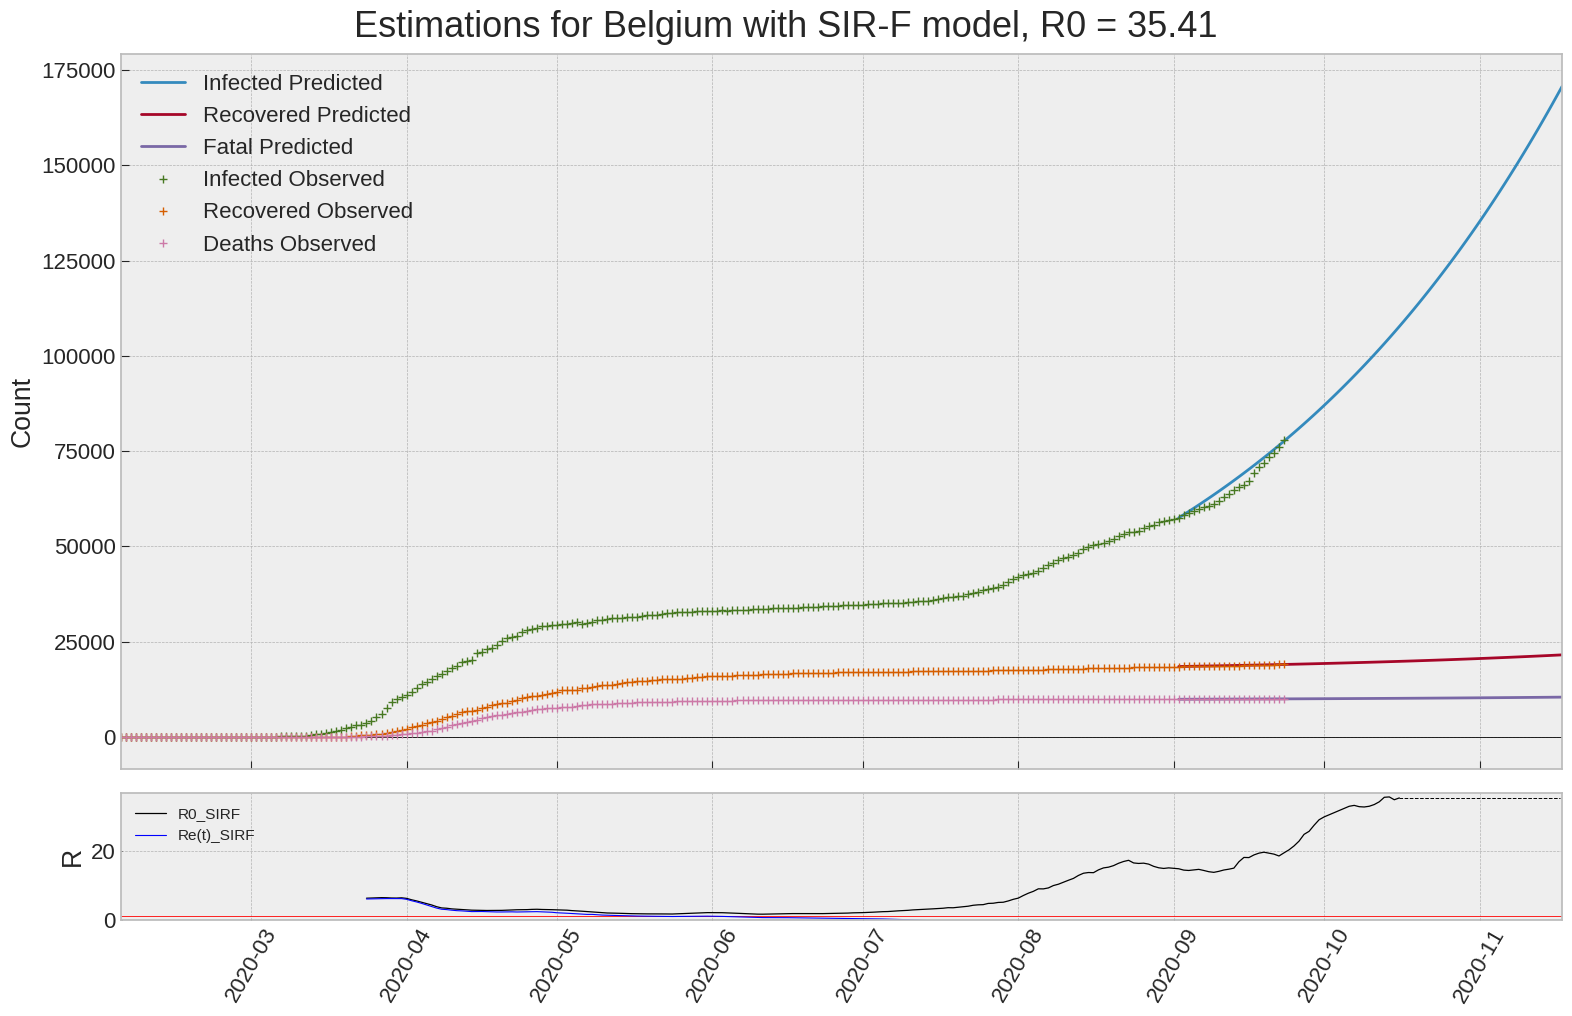 Estimations for Belgium with SIR-F model, R0 = 35.41
175000
150000
125000
100000
75000
50000
25000
0
Count
Infected Predicted
Recovered Predicted
Fatal Predicted
Infected Observed
Recovered Observed
Deaths Observed
R0_SIRF
Re(t)_SIRF
R
20
0
2020-03
2020-04
2020-05
2020-06
2020-07
2020-08
2020-09
2020-10
2020-11